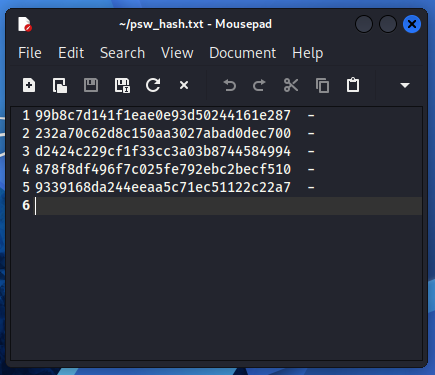 ~/psw_hash.txt - Mousepad
File Edit Search View Document Help
1 99b8c7d141f1eae0e93d50244161e287  -
2 232a70c62d8c150aa3027abad0dec700  -
3 d2424c229cf1f33cc3a03b8744584994  -
4 878f8df496f7c025fe792ebc2becf510  -
5 9339168da244eeaa5c71ec51122c22a7  -
6